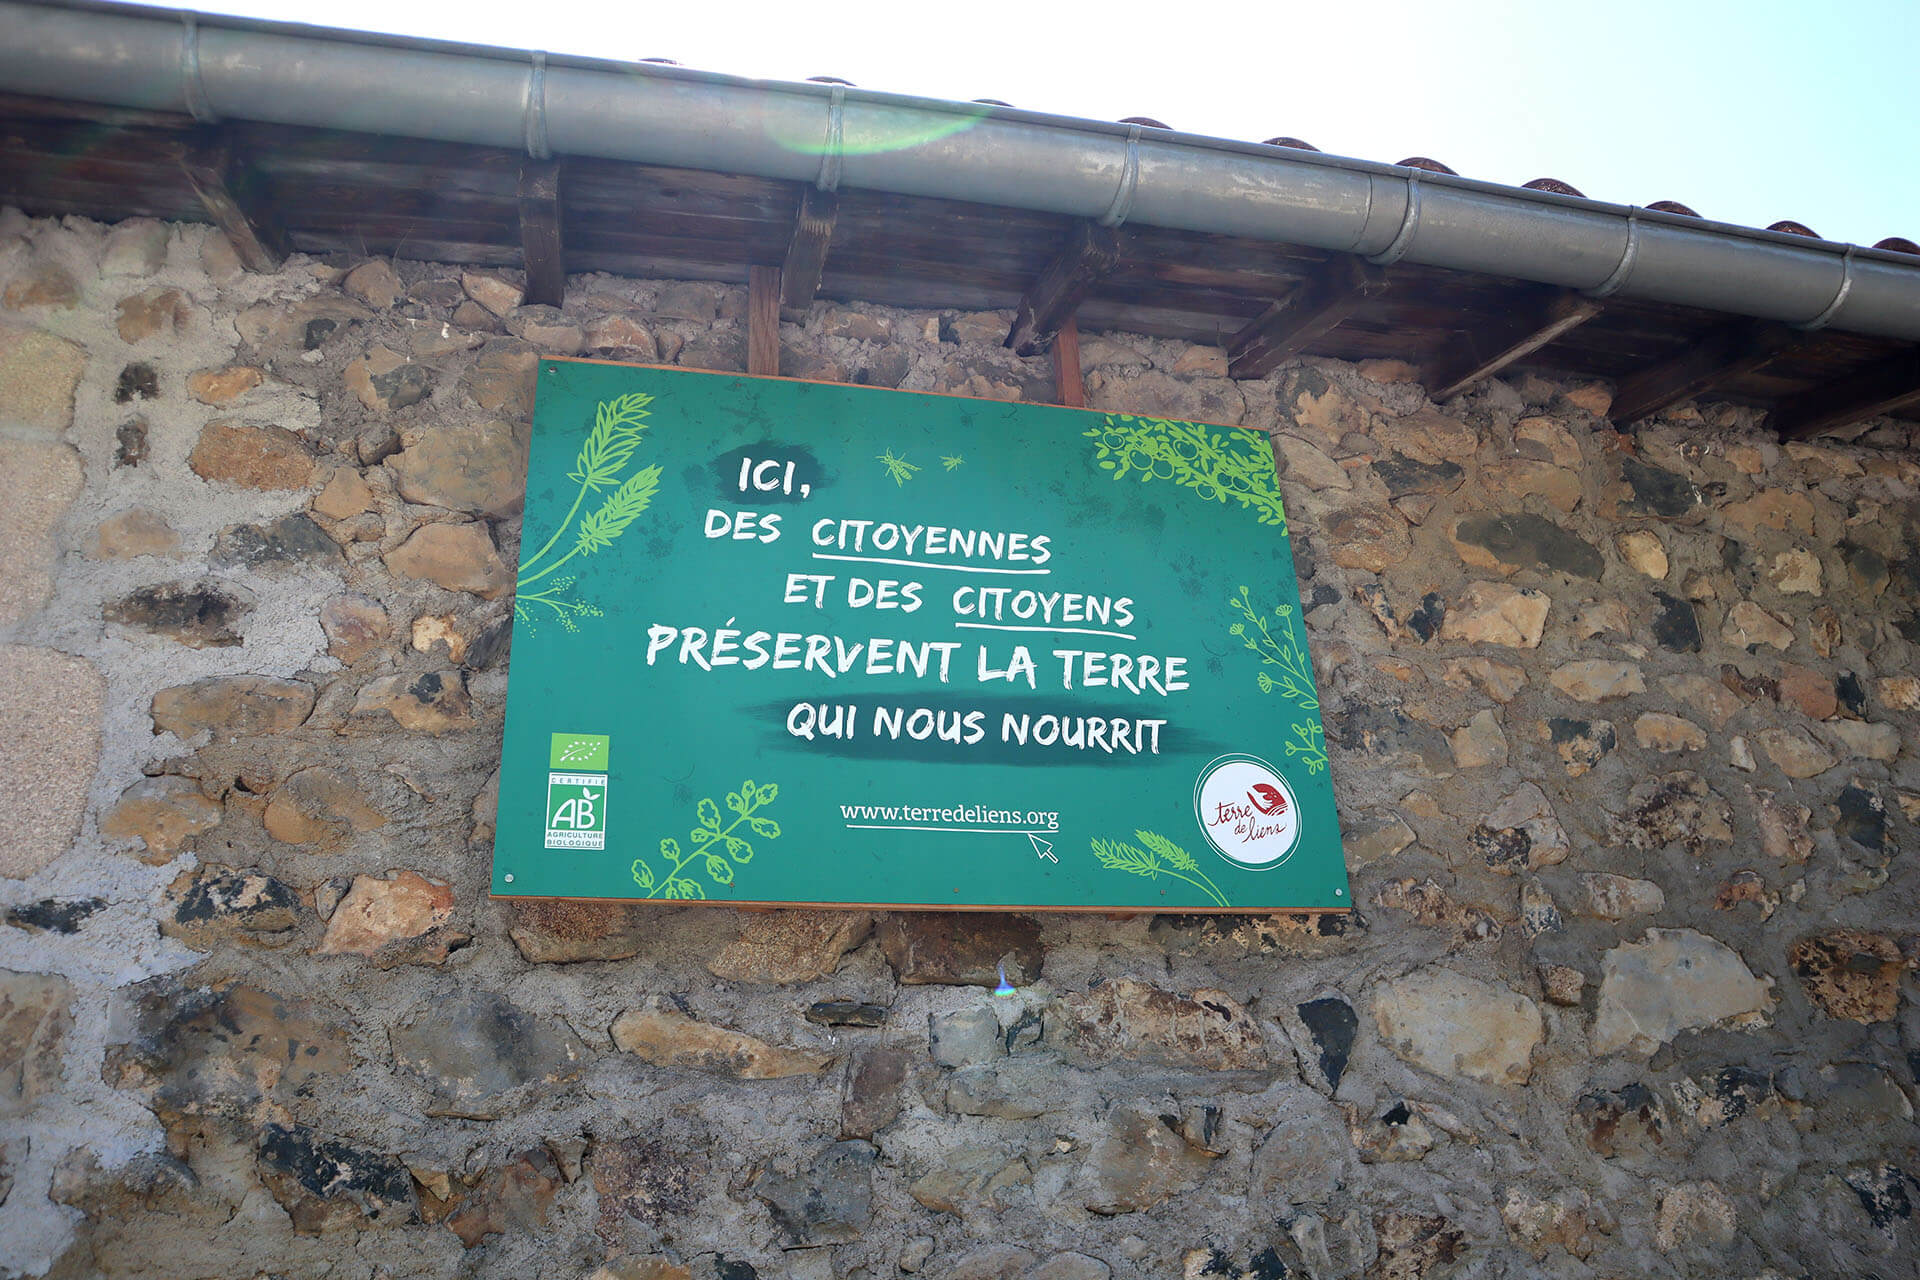 ICI,
DES CITOYENNES
ET DES CITOYENS
PRÉSERVENT LA TERRE
QUI NOUS NOURRIT
CERTIFIÉ
AB
AGRICULTURE
BIOLOGIQUE
www.terredeliens.org
terre
de liens